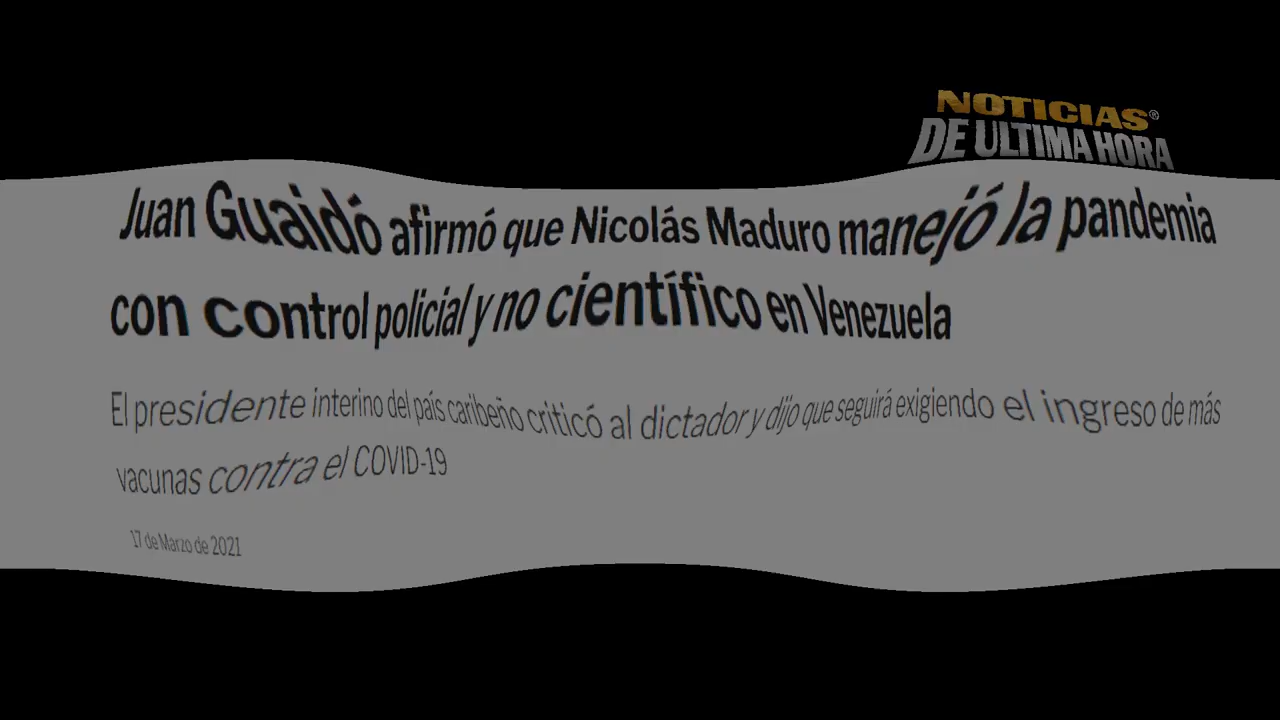 NOTICIAS®
DE ULTIMA HORA
Juan Guaidó afirmó que Nicolás Maduro manejó la pandemia
con control policial y no científico en Venezuela
El presidente interino del país caribeño criticó al dictador y dijo que seguirá exigiendo el ingreso de más
vacunas contra el COVID-19
17 de Marzo de 2021